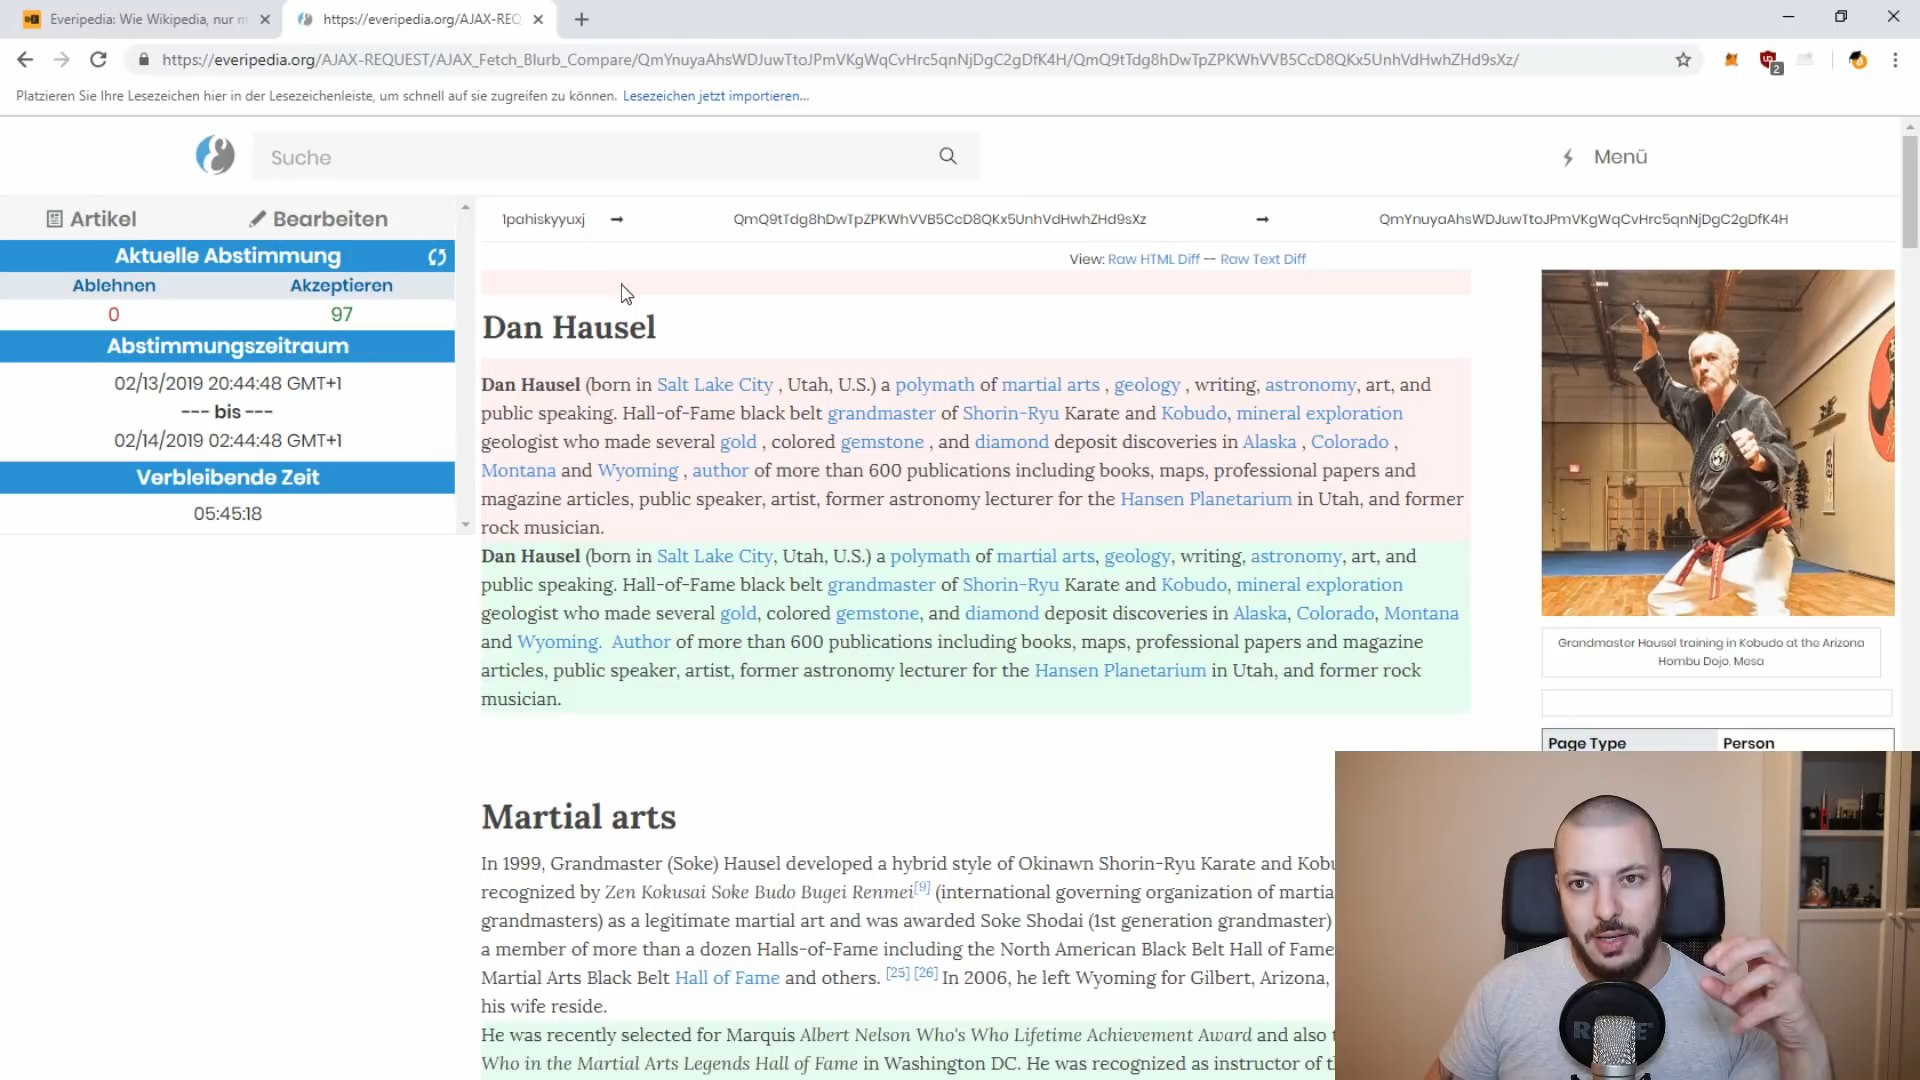 Everipedia: Wie Wikipedia, nur m
https://everipedia.org/AJAX-REQ
https://everipedia.org/AJAX-REQUEST/AJAX_Fetch_Blurb_Compare/QmYnuyaAhsWDJuwTtoJPmVKgWqCvHrc5qnNjDgC2gDfK4H/QmQ9tTdg8hDwTpZPKWhVVB5CcD8QKx5UnhVdHwhZHd9sXz/
2
Platzieren Sie Ihre Lesezeichen hier in der Lesezeichenleiste, um schnell auf sie zugreifen zu können. Lesezeichen jetzt importieren...
Suche
Menü
Artikel Bearbeiten
Aktuelle Abstimmung
Ablehnen Akzeptieren
0 97
Abstimmungszeitraum
02/13/2019 20:44:48 GMT+1
--- bis ---
02/14/2019 02:44:48 GMT+1
Verbleibende Zeit
05:45:18
1pahiskyyuxj ➞ QmQ9tTdg8hDwTpZPKWhVVB5CcD8QKx5UnhVdHwhZHd9sXz ➞ QmYnuyaAhsWDJuwTtoJPmVKgWqCvHrc5qnNjDgC2gDfK4H
View: Raw HTML Diff -- Raw Text Diff
Dan Hausel
Dan Hausel (born in Salt Lake City , Utah, U.S.) a polymath of martial arts , geology , writing, astronomy, art, and
public speaking. Hall-of-Fame black belt grandmaster of Shorin-Ryu Karate and Kobudo, mineral exploration
geologist who made several gold , colored gemstone , and diamond deposit discoveries in Alaska , Colorado ,
Montana and Wyoming , author of more than 600 publications including books, maps, professional papers and
magazine articles, public speaker, artist, former astronomy lecturer for the Hansen Planetarium in Utah, and former
rock musician.
Dan Hausel (born in Salt Lake City, Utah, U.S.) a polymath of martial arts, geology, writing, astronomy, art, and
public speaking. Hall-of-Fame black belt grandmaster of Shorin-Ryu Karate and Kobudo, mineral exploration
geologist who made several gold, colored gemstone, and diamond deposit discoveries in Alaska, Colorado, Montana
and Wyoming. Author of more than 600 publications including books, maps, professional papers and magazine
articles, public speaker, artist, former astronomy lecturer for the Hansen Planetarium in Utah, and former rock
musician.
Grandmaster Hausel training in Kobudo at the Arizona
Hombu Dojo, Mesa
Page Type Person
Martial arts
In 1999, Grandmaster (Soke) Hausel developed a hybrid style of Okinawn Shorin-Ryu Karate and Kobu
recognized by Zen Kokusai Soke Budo Bugei Renmei[9] (international governing organization of martia
grandmasters) as a legitimate martial art and was awarded Soke Shodai (1st generation grandmaster)
a member of more than a dozen Halls-of-Fame including the North American Black Belt Hall of Fame
Martial Arts Black Belt Hall of Fame and others. [25] [26] In 2006, he left Wyoming for Gilbert, Arizona,
his wife reside.
He was recently selected for Marquis Albert Nelson Who's Who Lifetime Achievement Award and also t
Who in the Martial Arts Legends Hall of Fame in Washington DC. He was recognized as instructor of t